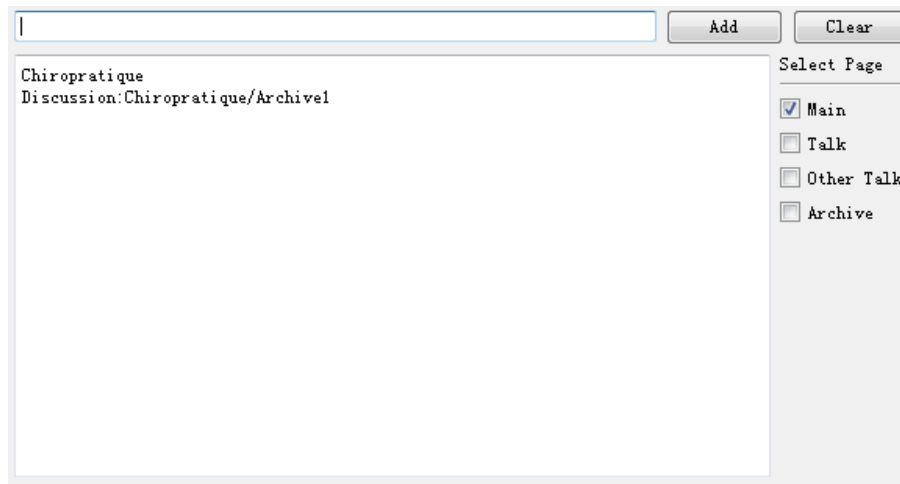 Add
Clear
Chiropratique
Discussion:Chiropratique/Archive1
Select Page
Main
Talk
Other Talk
Archive